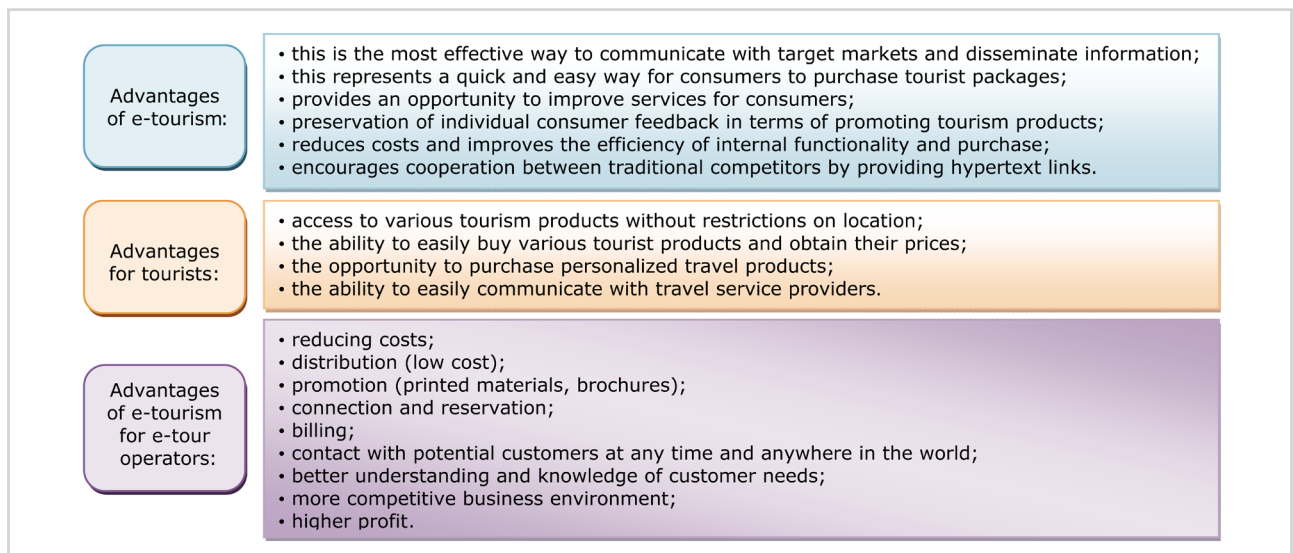 Advantages
of e-tourism:
• this is the most effective way to communicate with target markets and disseminate information;
• this represents a quick and easy way for consumers to purchase tourist packages;
• provides an opportunity to improve services for consumers;
• preservation of individual consumer feedback in terms of promoting tourism products;
• reduces costs and improves the efficiency of internal functionality and purchase;
• encourages cooperation between traditional competitors by providing hypertext links.
Advantages
for tourists:
• access to various tourism products without restrictions on location;
• the ability to easily buy various tourist products and obtain their prices;
• the opportunity to purchase personalized travel products;
• the ability to easily communicate with travel service providers.
Advantages
of e-tourism
for e-tour
operators:
• reducing costs;
• distribution (low cost);
• promotion (printed materials, brochures);
• connection and reservation;
• billing;
• contact with potential customers at any time and anywhere in the world;
• better understanding and knowledge of customer needs;
• more competitive business environment;
• higher profit.